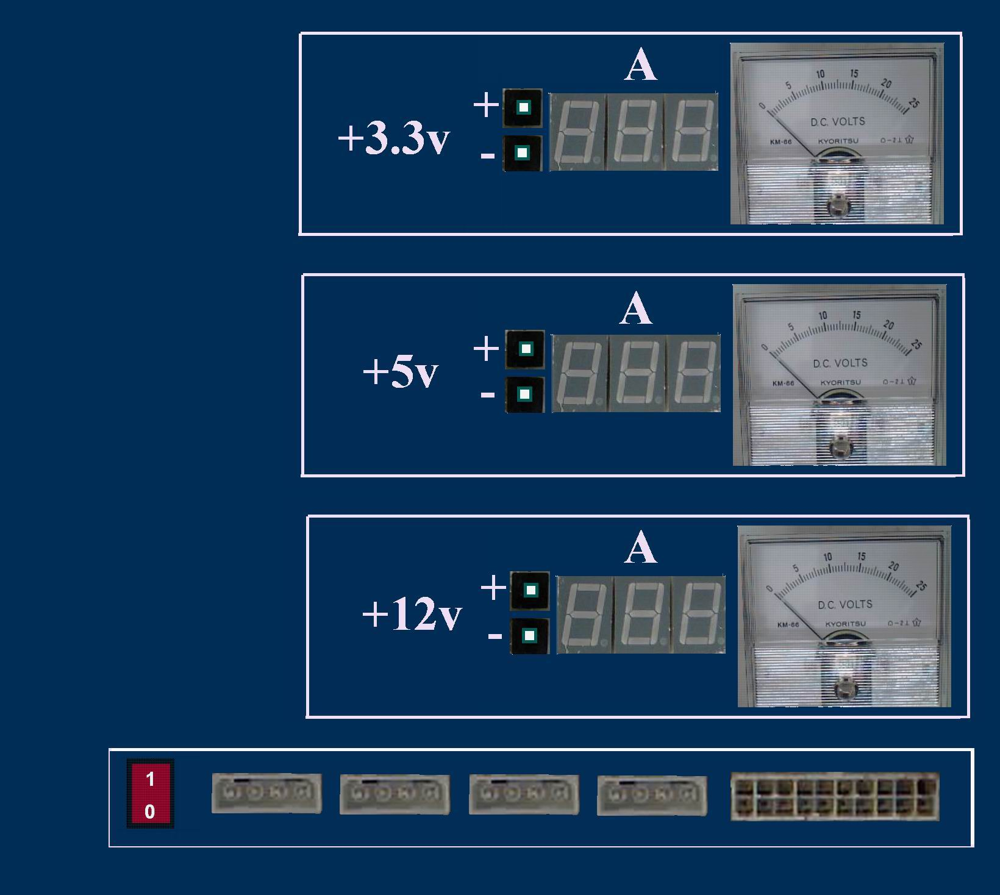 A
+
+3.3v
-
0 5 10 15 20 25
D.C. VOLTS
KM-66 KYORITSU
A
+
+5v
-
0 5 10 15 20 25
D.C. VOLTS
KM-66 KYORITSU
A
+
+12v
-
0 5 10 15 20 25
D.C. VOLTS
KM-66 KYORITSU
1
0